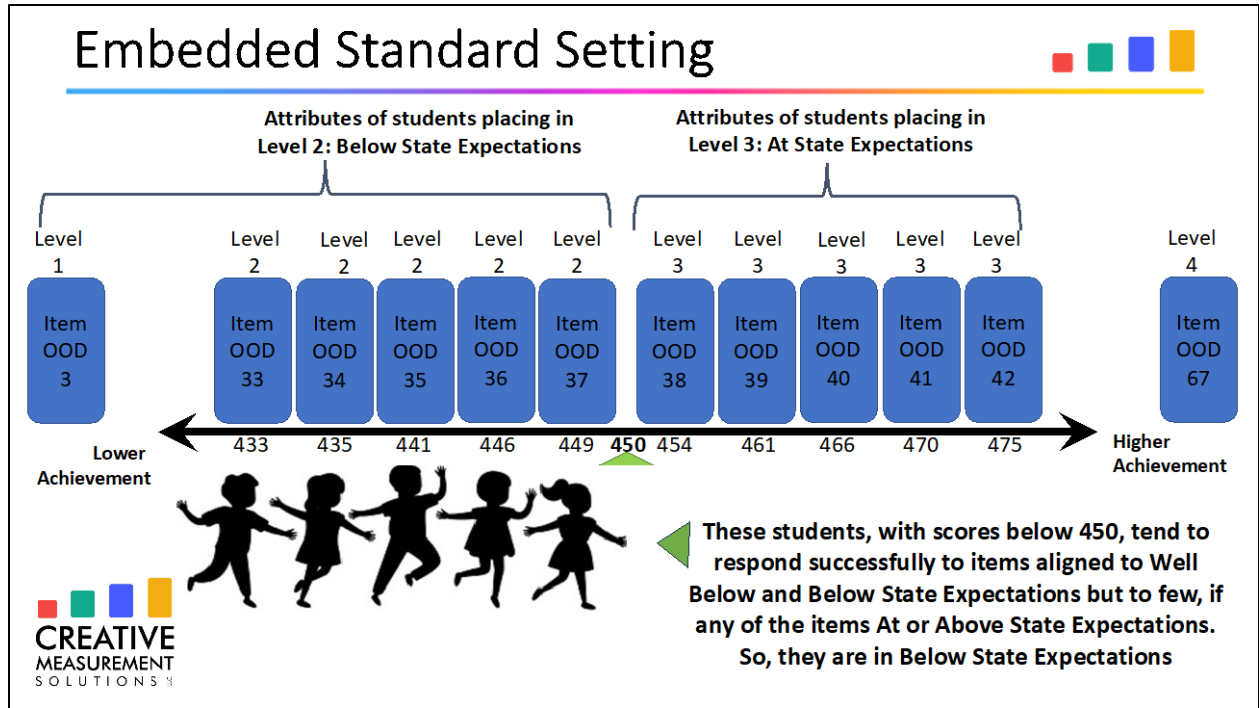 Embedded Standard Setting
Attributes of students placing in
Level 2: Below State Expectations
Attributes of students placing in
Level 3: At State Expectations
Level
1
Level
2
Level
2
Level
2
Level
2
Level
2
Level
3
Level
3
Level
3
Level
3
Level
3
Level
4
Item
OOD
3
Item
OOD
33
Item
OOD
34
Item
OOD
35
Item
OOD
36
Item
OOD
37
Item
OOD
38
Item
OOD
39
Item
OOD
40
Item
OOD
41
Item
OOD
42
Item
OOD
67
Lower
Achievement
433 435 441 446 449 450 454 461 466 470 475
Higher
Achievement
These students, with scores below 450, tend to
respond successfully to items aligned to Well
Below and Below State Expectations but to few, if
any of the items At or Above State Expectations.
So, they are in Below State Expectations
CREATIVE
MEASUREMENT
SOLUTIONS